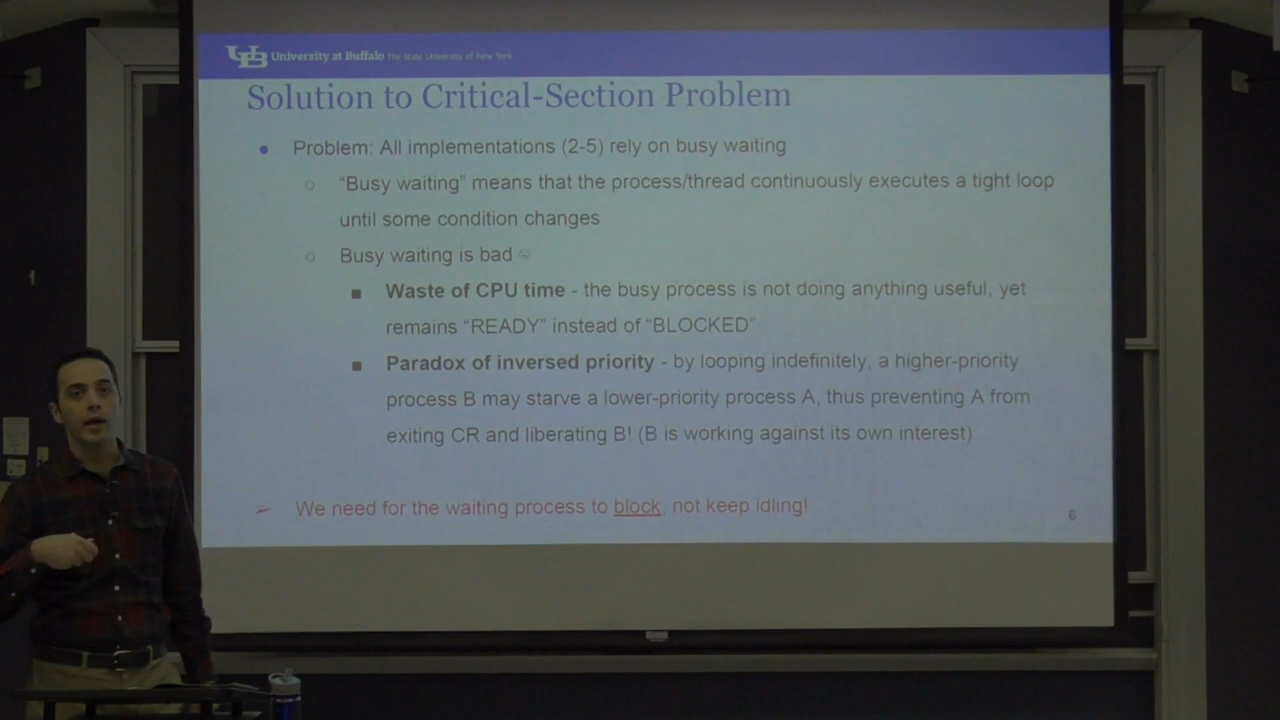 University at Buffalo The State University of New York
Solution to Critical-Section Problem
Problem: All implementations (2-5) rely on busy waiting
“Busy waiting” means that the process/thread continuously executes a tight loop
until some condition changes
Busy waiting is bad
Waste of CPU time - the busy process is not doing anything useful, yet
remains “READY” instead of “BLOCKED”
Paradox of inversed priority - by looping indefinitely, a higher-priority
process B may starve a lower-priority process A, thus preventing A from
exiting CR and liberating B! (B is working against its own interest)
We need for the waiting process to block, not keep idling!
6